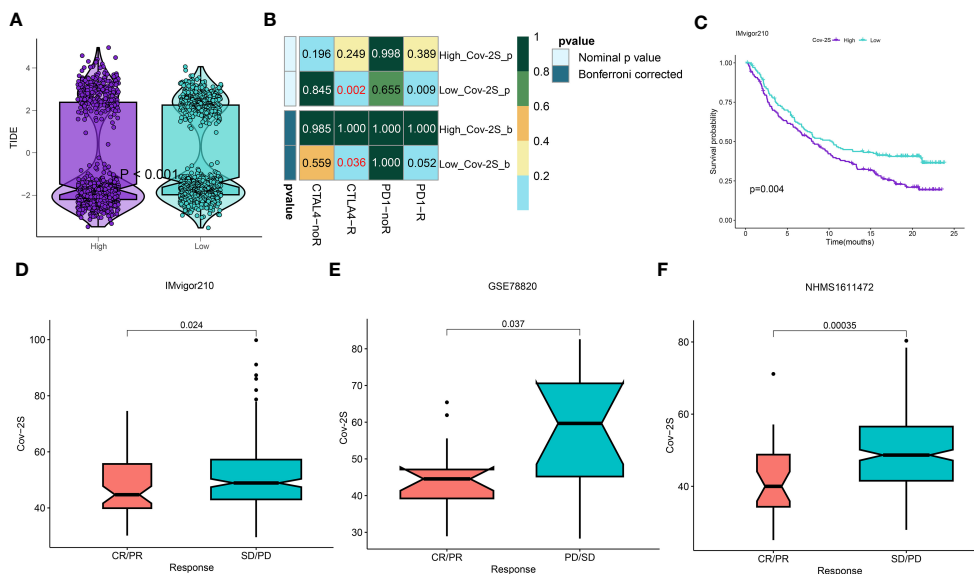 A
TIDE
4
2
0
−2
P < 0.001
High
Low
B
0.196 0.249 0.998 0.389 High_Cov-2S_p
0.845 0.002 0.655 0.009 Low_Cov-2S_p
0.985 1.000 1.000 1.000 High_Cov-2S_b
0.559 0.036 1.000 0.052 Low_Cov-2S_b
pvalue
CTAL4-noR
CTLA4-R
PD1-noR
PD1-R
1
0.8
0.6
0.4
0.2
pvalue
Nominal p value
Bonferroni corrected
C
IMvigor210
Cov-2S High Low
Survival probability
1.00
0.75
0.50
0.25
0.00
p=0.004
0 5 10 15 20 25
Time(mouths)
D
IMvigor210
0.024
Cov−2S
100
80
60
40
CR/PR SD/PD
Response
E
GSE78820
0.037
Cov-2S
80
70
60
50
40
30
CR/PR PD/SD
Response
F
NHMS1611472
0.00035
Cov−2S
80
60
40
CR/PR SD/PD
Response